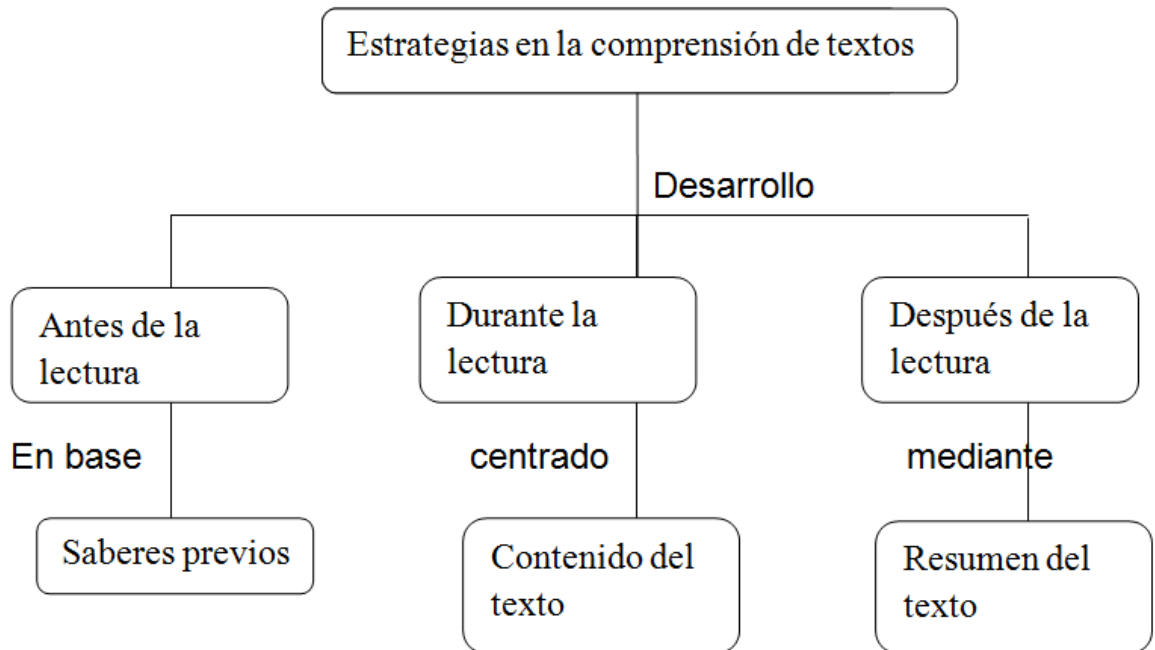 Estrategias en la comprensión de textos
Desarrollo
Antes de la
lectura
Durante la
lectura
Después de la
lectura
En base
centrado
mediante
Saberes previos
Contenido del
texto
Resumen del
texto